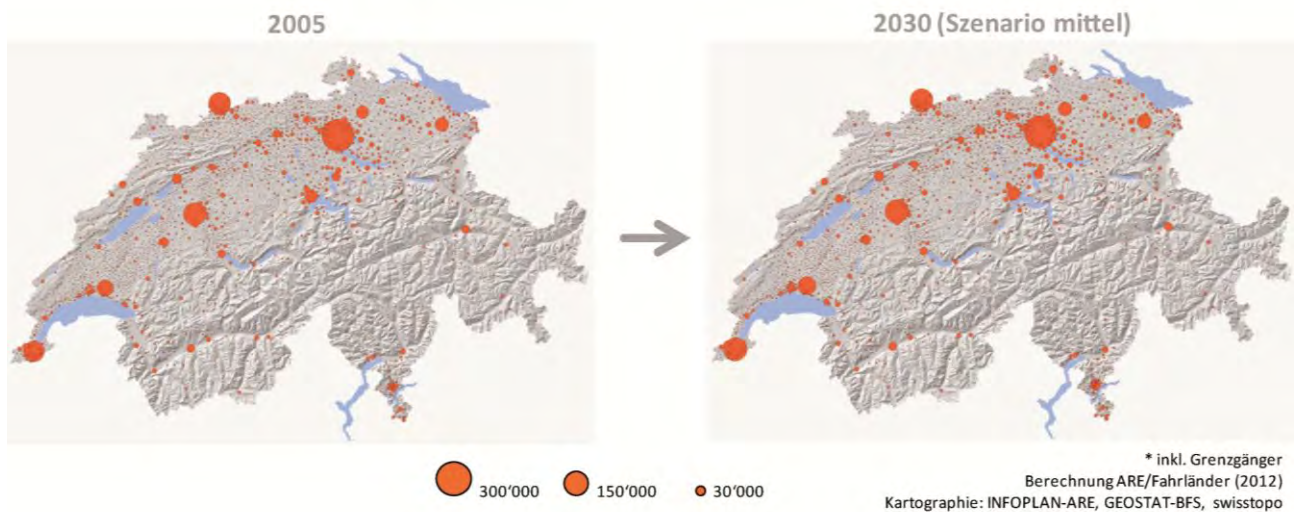 2005
2030 (Szenario mittel)
300'000
150'000
30'000
* inkl. Grenzgänger
Berechnung ARE/Fahrländer (2012)
Kartographie: INFOPLAN-ARE, GEOSTAT-BFS, swisstopo